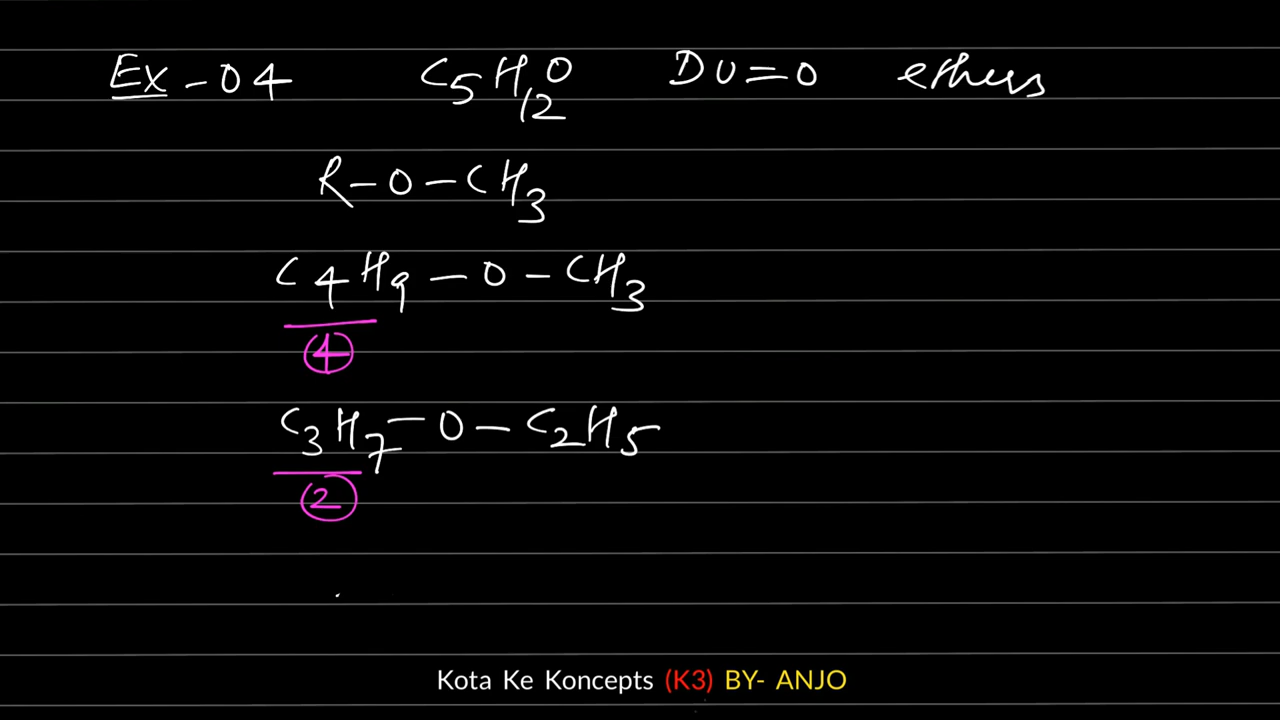 Ex - 04 C5H12O DU=0 ethers
R-O-CH3
C4H9-O-CH3
4
C3H7-O-C2H5
2
Kota Ke Koncepts (K3) BY- ANJO